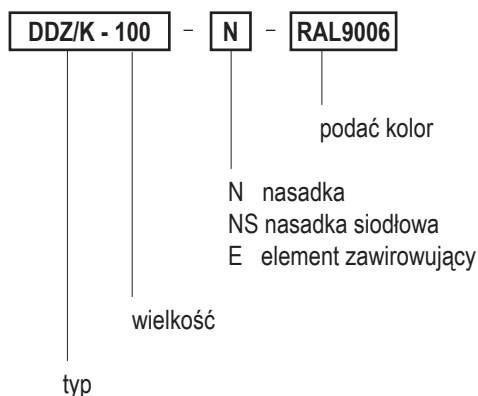 DDZ/K - 100 - N - RAL9006
podać kolor
N nasadka
NS nasadka siodłowa
E element zawirowujący
wielkość
typ